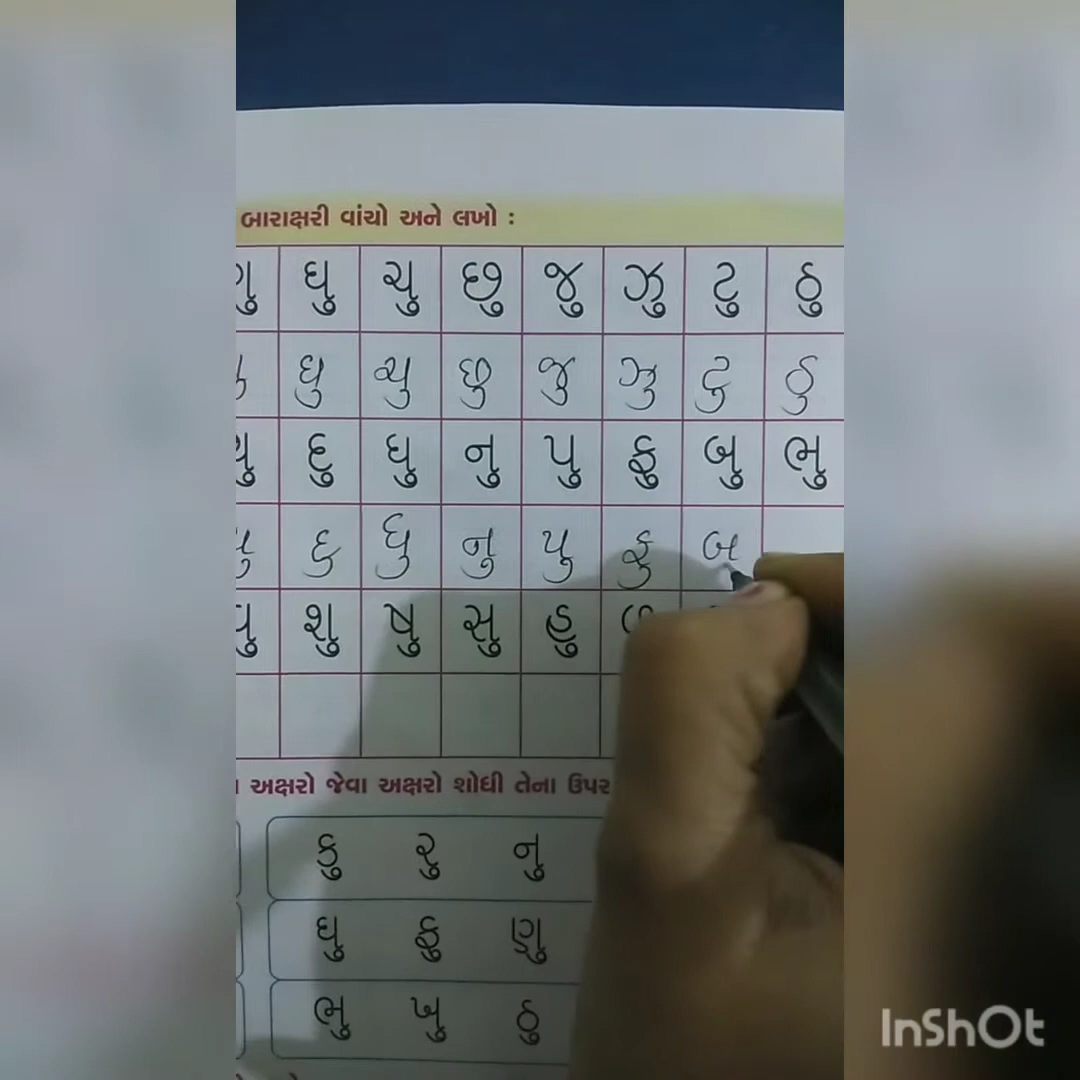 બારાક્ષરી વાંચો અને લખો :
ગુ ઘુ ચુ છુ જુ ઝુ ટુ ઠુ
ઘુ ચુ છુ જુ ઝુ ટુ ઠુ
થુ દુ ધુ નુ પુ ફુ બુ ભુ
થુ દુ ધુ નુ પુ ફુ બ
વુ શુ ષુ સુ હુ
અક્ષરો જેવા અક્ષરો શોધી તેના ઉપર
કુ રુ નુ
ઘુ ફુ ણુ
ભુ ખુ ઠુ
InShOt